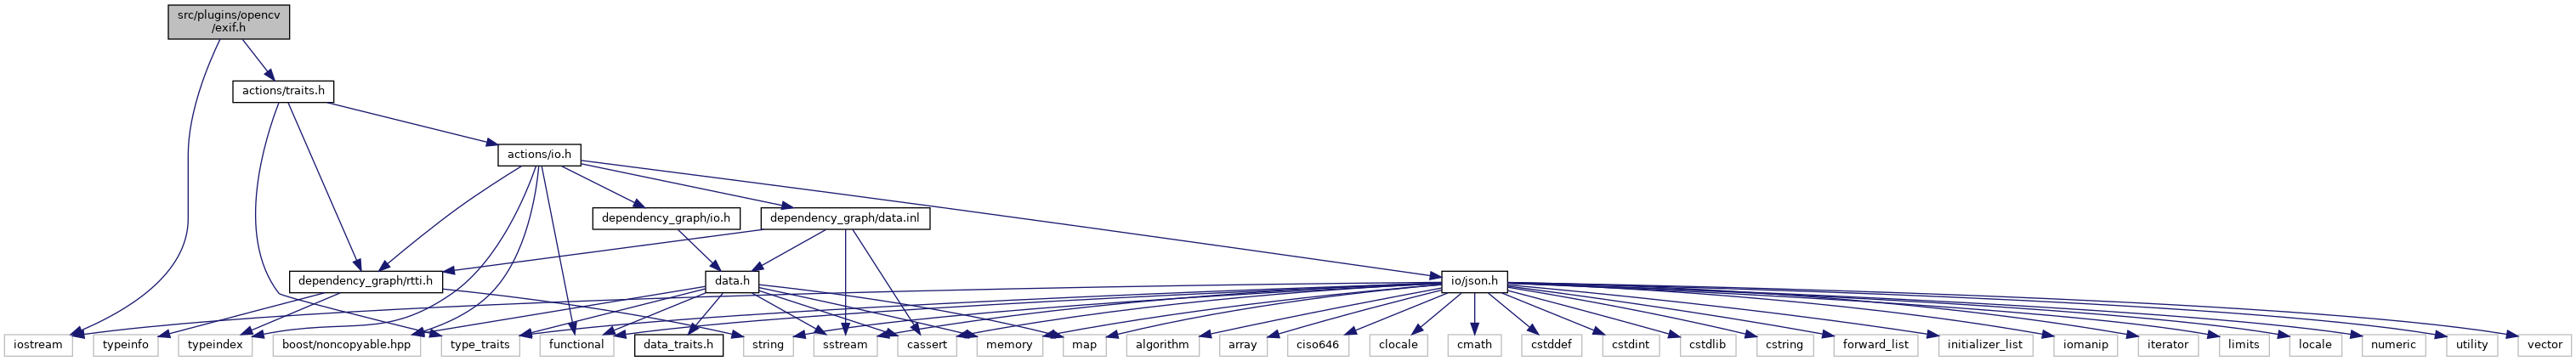 src/plugins/opencv
/exif.h
actions/traits.h
actions/io.h
dependency_graph/io.h
dependency_graph/data.inl
dependency_graph/rtti.h
data.h
io/json.h
iostream
typeinfo
typeindex
boost/noncopyable.hpp
type_traits
functional
data_traits.h
string
sstream
cassert
memory
map
algorithm
array
ciso646
clocale
cmath
cstddef
cstdint
cstdlib
cstring
forward_list
initializer_list
iomanip
iterator
limits
locale
numeric
utility
vector